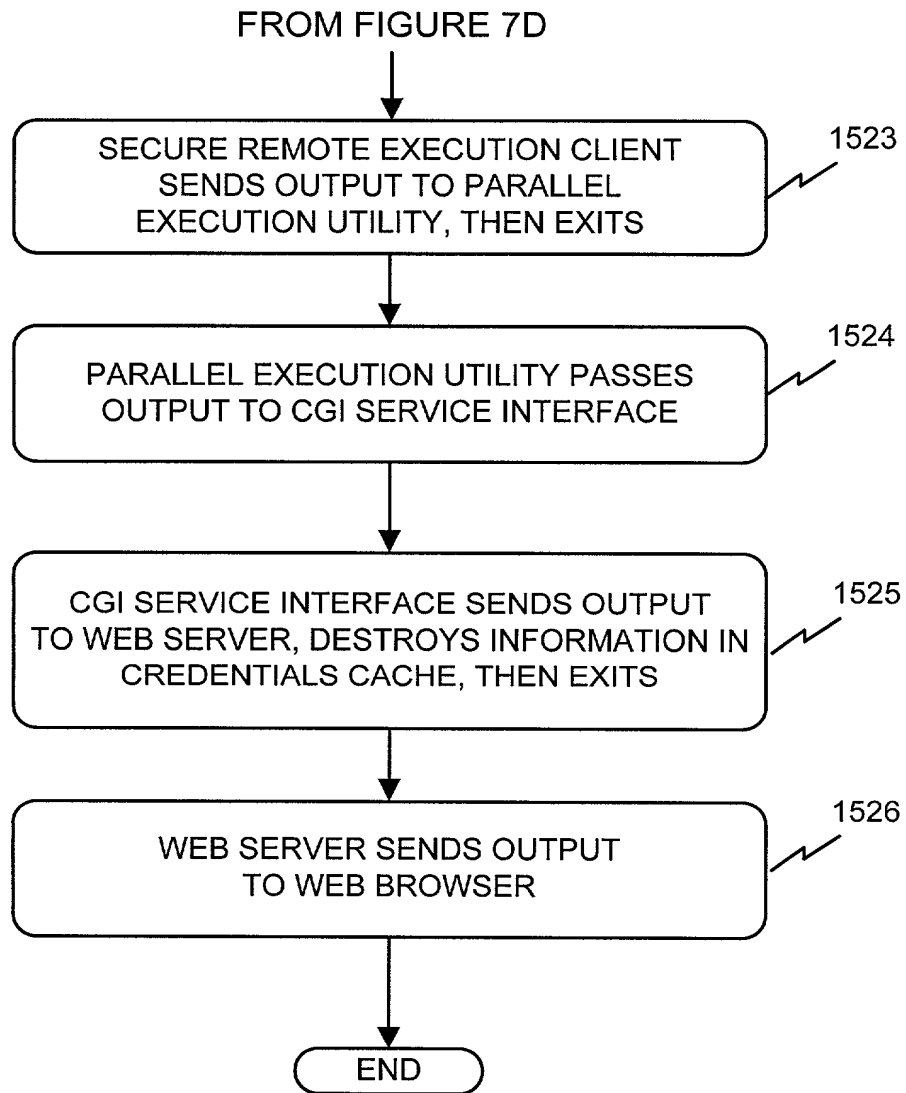 FROM FIGURE 7D
1523
SECURE REMOTE EXECUTION CLIENT
SENDS OUTPUT TO PARALLEL
EXECUTION UTILITY, THEN EXITS
1524
PARALLEL EXECUTION UTILITY PASSES
OUTPUT TO CGI SERVICE INTERFACE
1525
CGI SERVICE INTERFACE SENDS OUTPUT
TO WEB SERVER, DESTROYS INFORMATION IN
CREDENTIALS CACHE, THEN EXITS
1526
WEB SERVER SENDS OUTPUT
TO WEB BROWSER
END